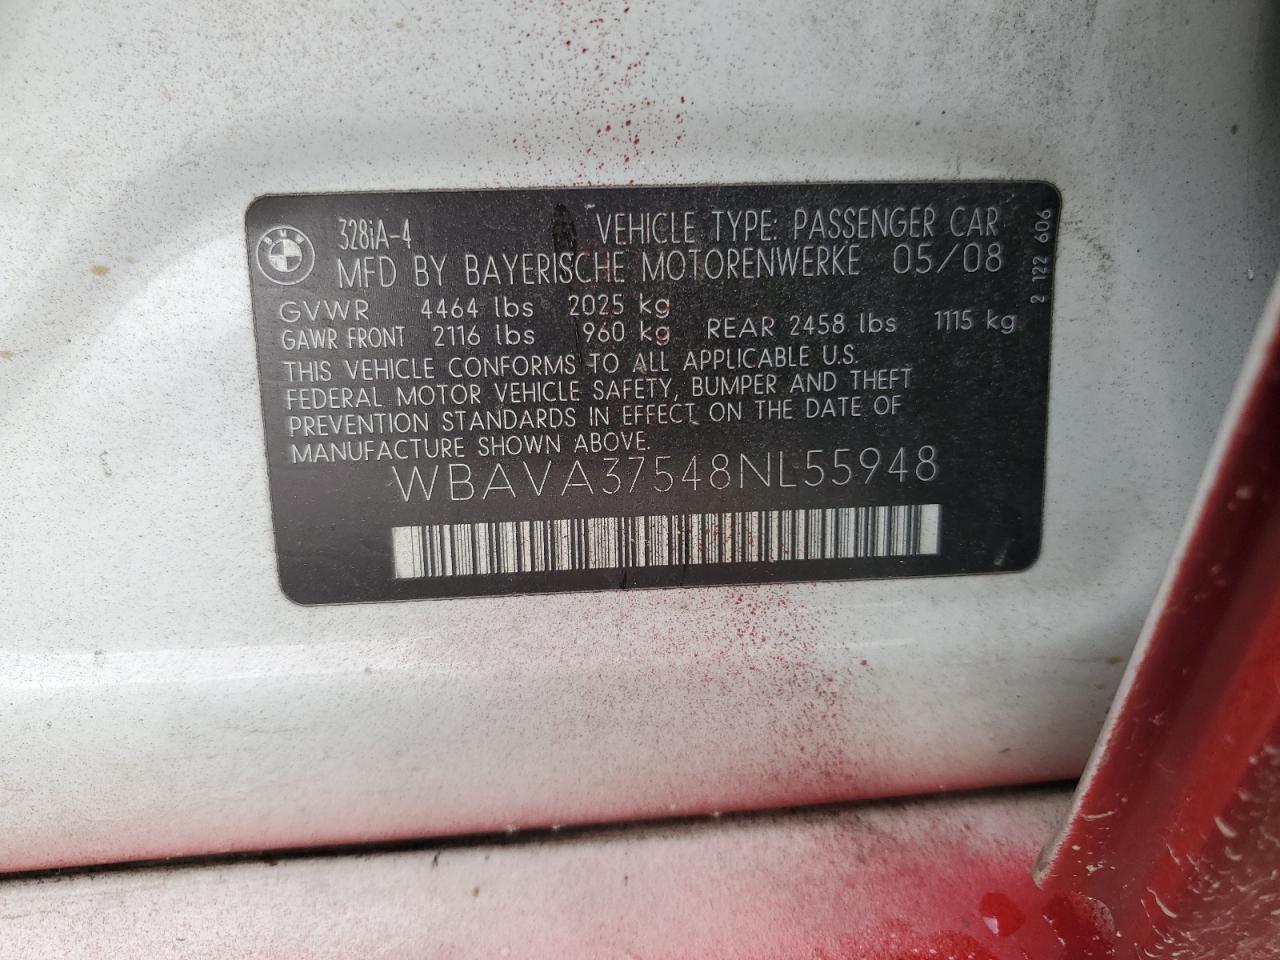 BMW
328iA-4 VEHICLE TYPE: PASSENGER CAR
MFD BY BAYERISCHE MOTORENWERKE 05/08
GVWR 4464 lbs 2025 kg
GAWR FRONT 2116 lbs 960 kg REAR 2458 lbs 1115 kg
THIS VEHICLE CONFORMS TO ALL APPLICABLE U.S.
FEDERAL MOTOR VEHICLE SAFETY, BUMPER AND THEFT
PREVENTION STANDARDS IN EFFECT ON THE DATE OF
MANUFACTURE SHOWN ABOVE.
WBAVA37548NL55948
2 122 606